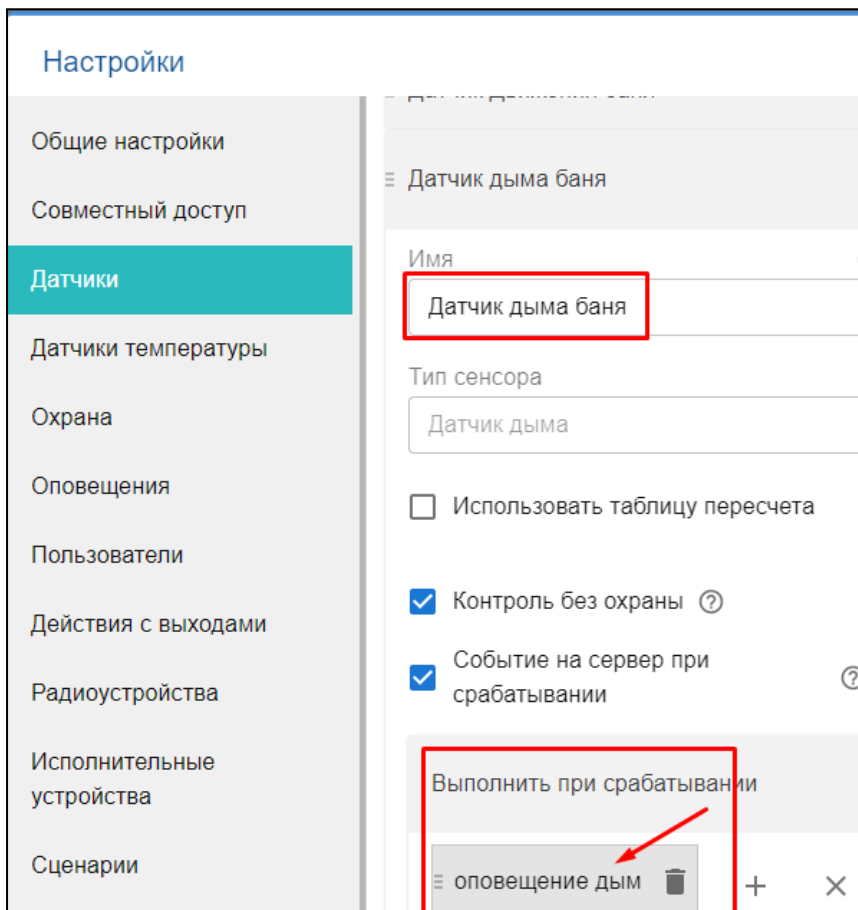 Настройки
Общие настройки
Совместный доступ
Датчики
Датчики температуры
Охрана
Оповещения
Пользователи
Действия с выходами
Радиоустройства
Исполнительные
устройства
Сценарии
Датчик дыма баня
Имя
Датчик дыма баня
Тип сенсора
Датчик дыма
Использовать таблицу пересчета
Контроль без охраны
Событие на сервер при
срабатывании
Выполнить при срабатывании
оповещение дым